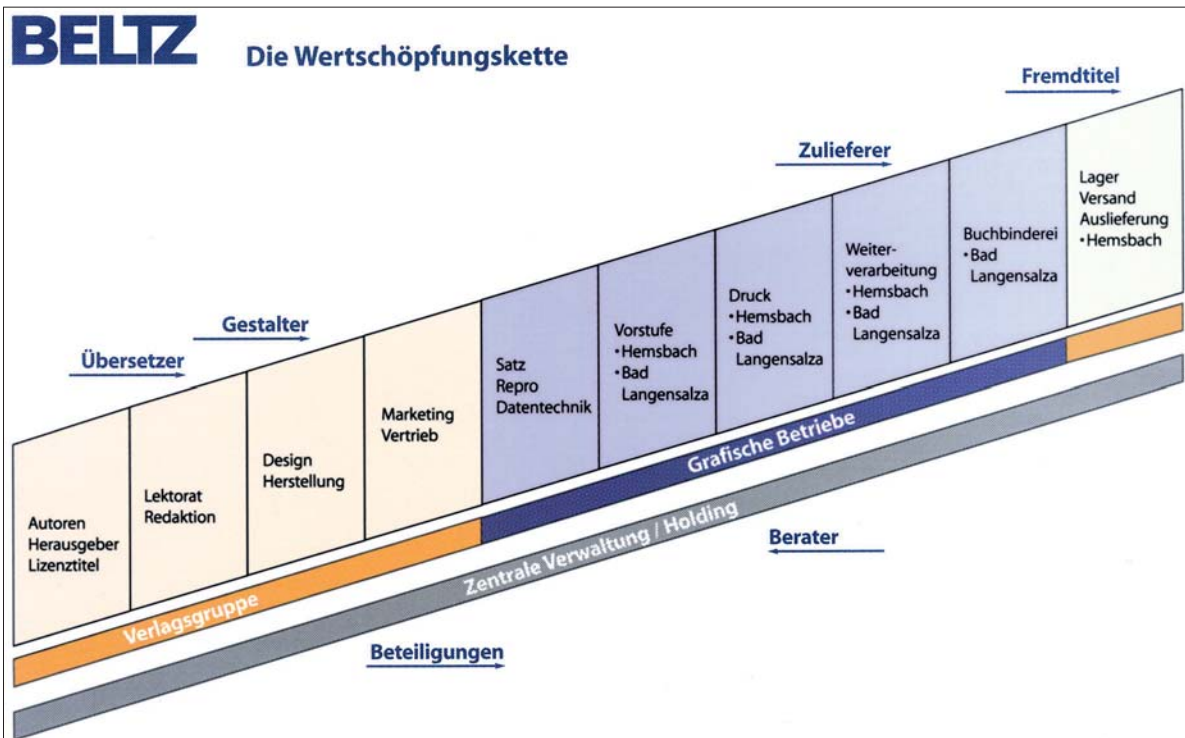 BELTZ
Die Wertschöpfungskette
Fremdtitel
Zulieferer
Gestalter
Übersetzer
Autoren
Herausgeber
Lizenztitel
Lektorat
Redaktion
Design
Herstellung
Marketing
Vertrieb
Satz
Repro
Datentechnik
Vorstufe
•Hemsbach
•Bad
Langensalza
Druck
•Hemsbach
•Bad
Langensalza
Weiter-
verarbeitung
•Hemsbach
•Bad
Langensalza
Buchbinderei
•Bad
Langensalza
Lager
Versand
Auslieferung
•Hemsbach
Verlagsgruppe
Grafische Betriebe
Zentrale Verwaltung / Holding
Berater
Beteiligungen